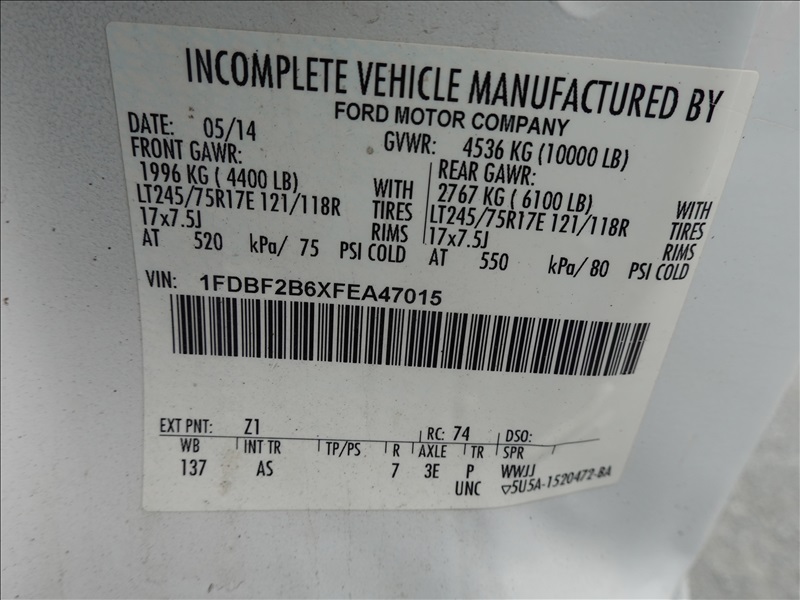 INCOMPLETE VEHICLE MANUFACTURED BY
FORD MOTOR COMPANY
DATE: 05/14 GVWR: 4536 KG (10000 LB)
FRONT GAWR: REAR GAWR:
1996 KG ( 4400 LB) WITH 2767 KG ( 6100 LB) WITH
LT245/75R17E 121/118R TIRES LT245/75R17E 121/118R TIRES
17x7.5J RIMS 17x7.5J RIMS
AT 520 kPa/ 75 PSI COLD AT 550 kPa/ 80 PSI COLD
VIN: 1FDBF2B6XFEA47015
EXT PNT: Z1 RC: 74 DSO:
WB INT TR TP/PS R AXLE TR SPR
137 AS 7 3E P WWJJ
UNC ▽5U5A-1520472-BA